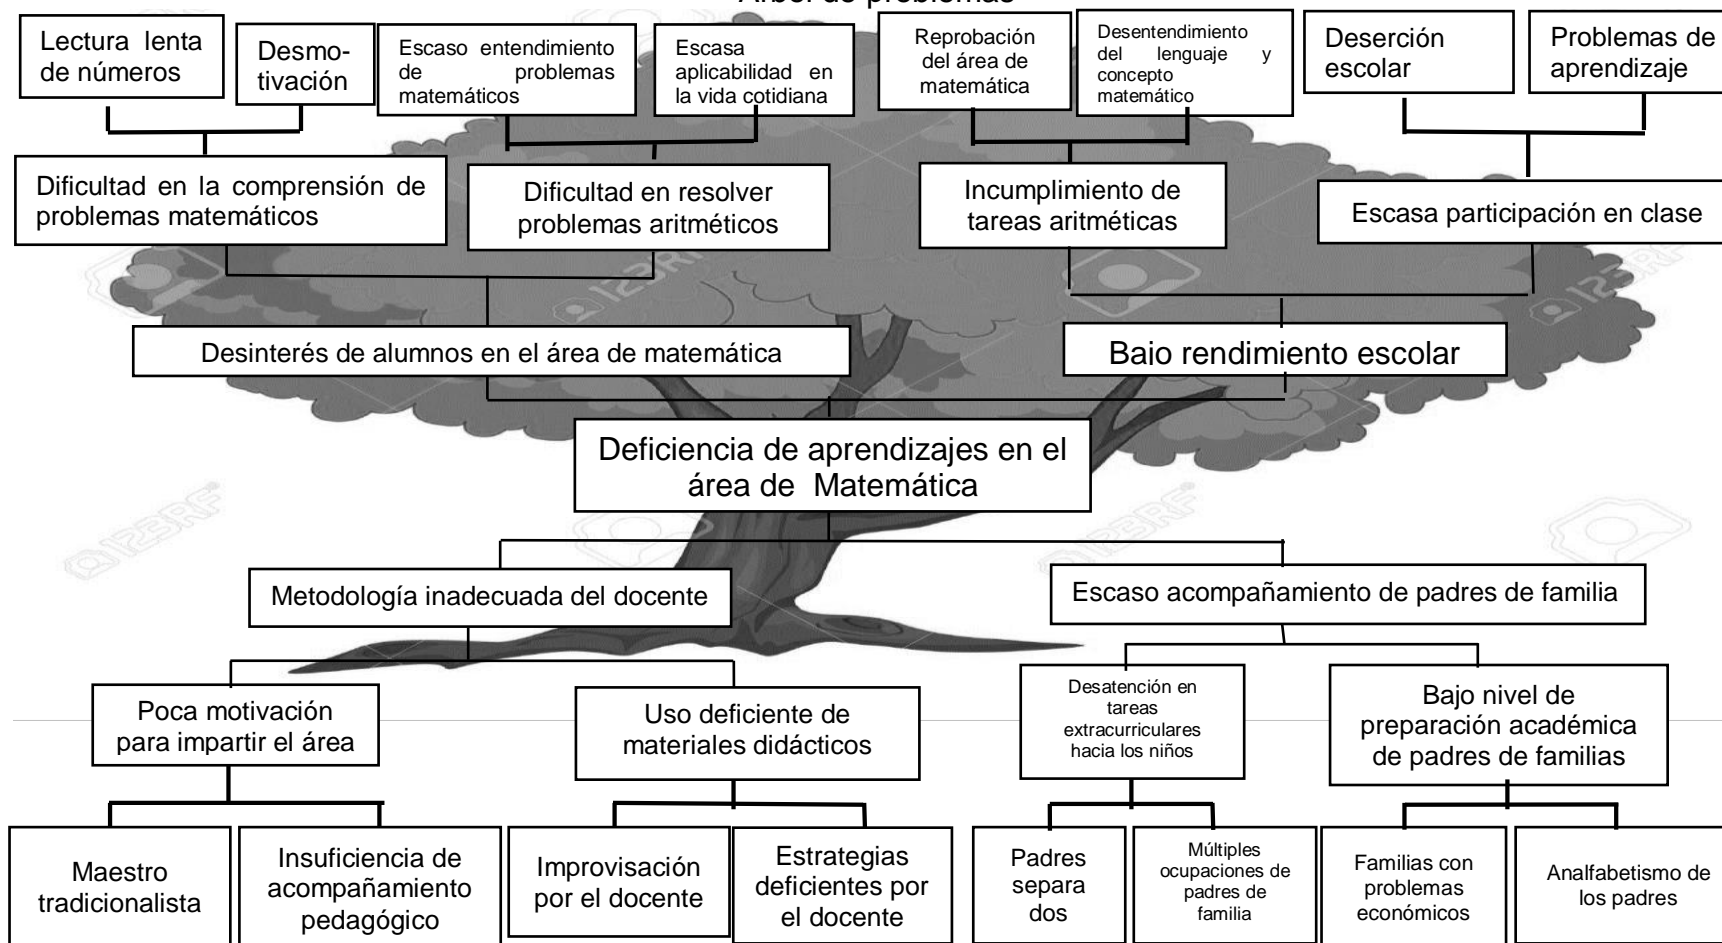 Árbol de problemas
Lectura lenta
de números
Desmo-
tivación
Escaso entendimiento
de problemas
matemáticos
Escasa
aplicabilidad en
la vida cotidiana
Reprobación
del área de
matemática
Desentendimiento
del lenguaje y
concepto
matemático
Deserción
escolar
Problemas de
aprendizaje
Dificultad en la comprensión de
problemas matemáticos
Dificultad en resolver
problemas aritméticos
Incumplimiento de
tareas aritméticas
Escasa participación en clase
Desinterés de alumnos en el área de matemática
Bajo rendimiento escolar
Deficiencia de aprendizajes en el
área de Matemática
Metodología inadecuada del docente
Escaso acompañamiento de padres de familia
Poca motivación
para impartir el área
Uso deficiente de
materiales didácticos
Desatención en
tareas
extracurriculares
hacia los niños
Bajo nivel de
preparación académica
de padres de familias
Maestro
tradicionalista
Insuficiencia de
acompañamiento
pedagógico
Improvisación
por el docente
Estrategias
deficientes por
el docente
Padres
separa
dos
Múltiples
ocupaciones de
padres de
familia
Familias con
problemas
económicos
Analfabetismo de
los padres
123RF
123RF
123RF
123RF